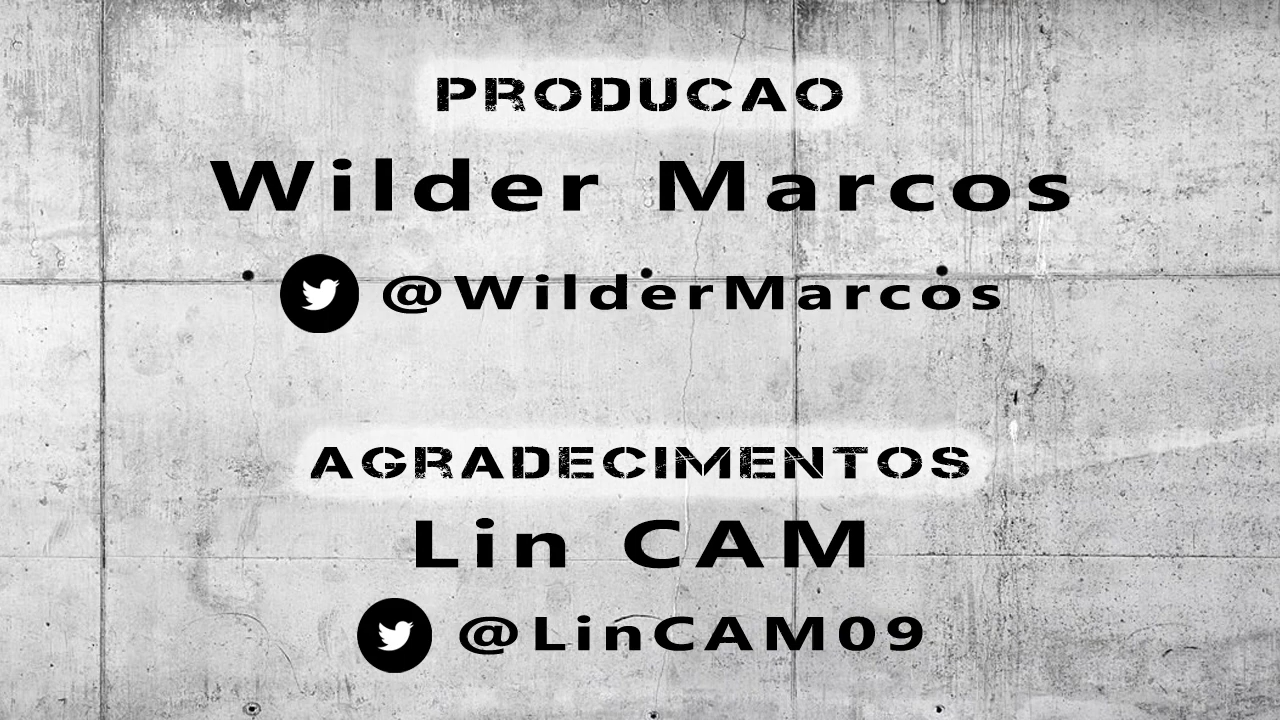 PRODUCAO
Wilder Marcos
@WilderMarcos
AGRADECIMENTOS
Lin CAM
@LinCAM09